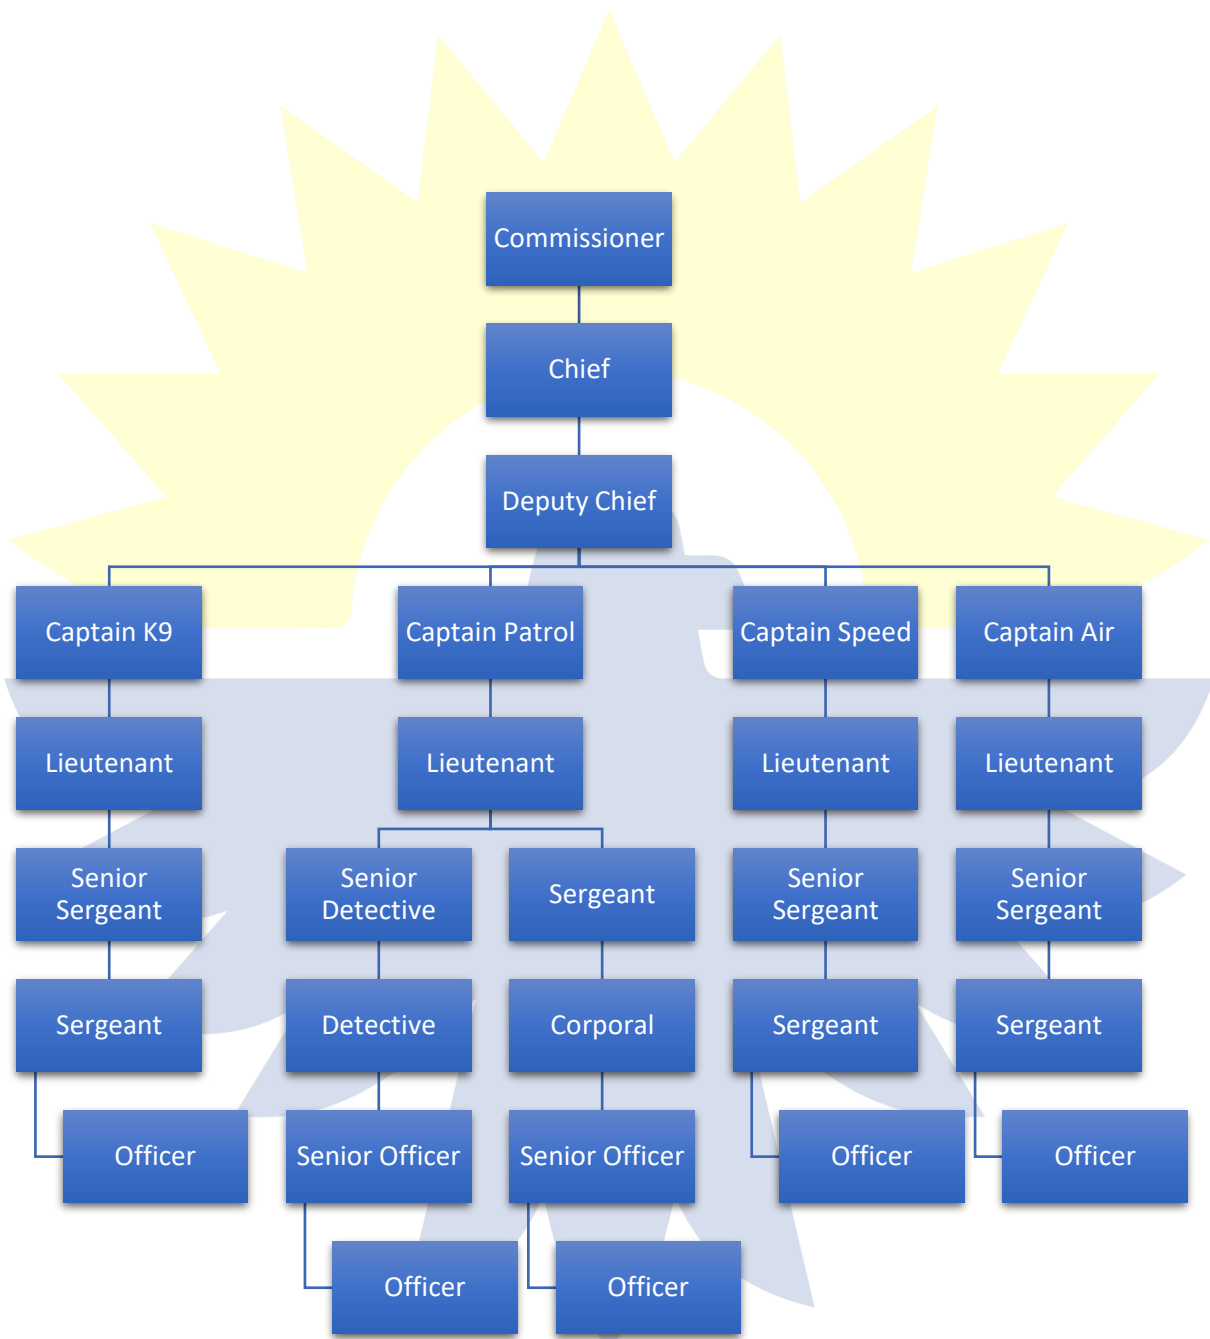 Commissioner
Chief
Deputy Chief
Captain K9
Captain Patrol
Captain Speed
Captain Air
Lieutenant
Lieutenant
Lieutenant
Lieutenant
Senior
Sergeant
Senior
Detective
Sergeant
Senior
Sergeant
Senior
Sergeant
Sergeant
Detective
Corporal
Sergeant
Sergeant
Officer
Senior Officer
Senior Officer
Officer
Officer
Officer
Officer